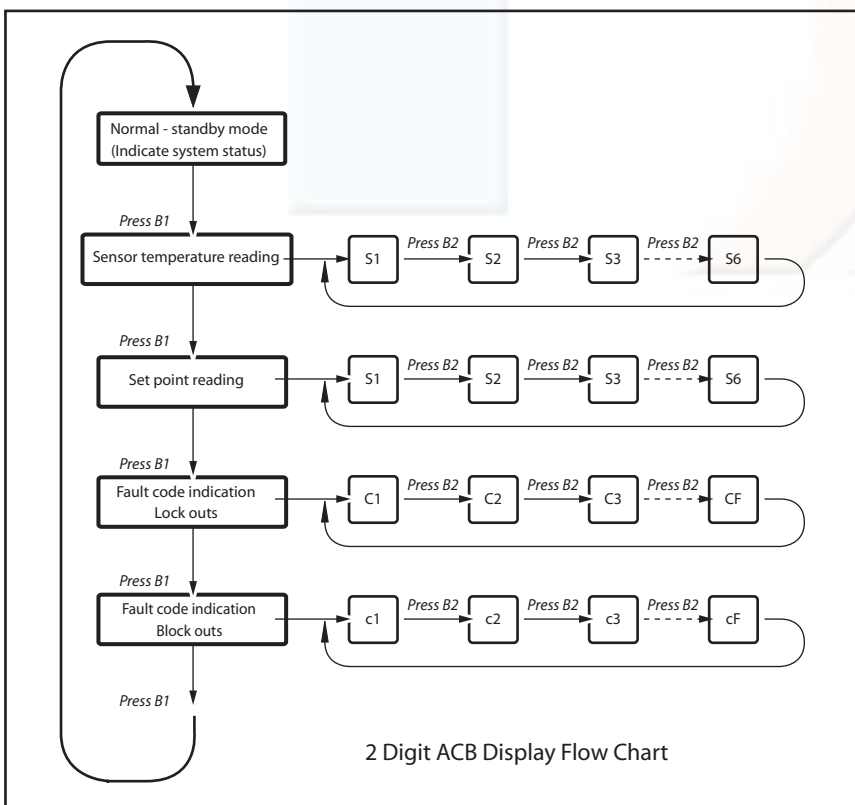 Normal - standby mode
(Indicate system status)
Press B1
Sensor temperature reading
S1
Press B2
S2
Press B2
S3
Press B2
S6
Press B1
Set point reading
S1
Press B2
S2
Press B2
S3
Press B2
S6
Press B1
Fault code indication
Lock outs
C1
Press B2
C2
Press B2
C3
Press B2
CF
Press B1
Fault code indication
Block outs
c1
Press B2
c2
Press B2
c3
Press B2
cF
Press B1
2 Digit ACB Display Flow Chart